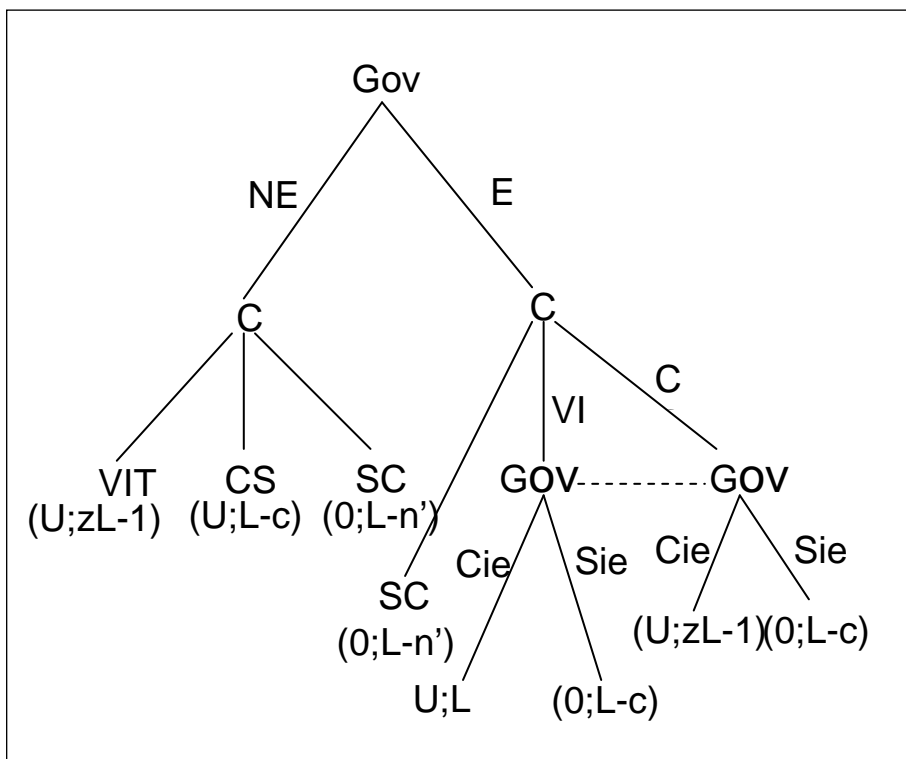 Gov
NE
E
C
C
C
VI
VIT
CS
SC
Gov
Gov
(U;zL-1)
(U;L-c)
(0;L-n’)
Cie
Sie
Cie
Sie
SC
(0;L-n’)
(U;zL-1)
(0;L-c)
U;L
(0;L-c)